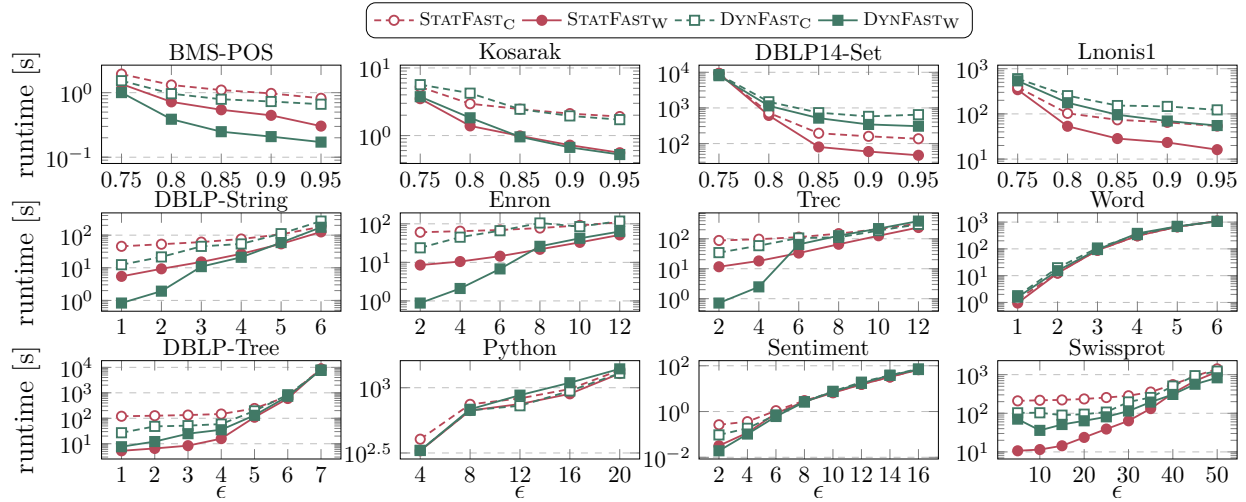 STATFAST_C STATFAST_W DYNFAST_C DYNFAST_W
BMS-POS Kosarak DBLP14-Set Lnonis1
runtime [s]
10^0 10^1 10^4 10^3
10^3
10^2
10^-1 10^0 10^2 10^1
0.75 0.8 0.85 0.9 0.95 0.75 0.8 0.85 0.9 0.95 0.75 0.8 0.85 0.9 0.95 0.75 0.8 0.85 0.9 0.95
DBLP-String Enron Trec Word
runtime [s]
10^2 10^2 10^2 10^3
10^2
10^1 10^1 10^1 10^1
10^0 10^0 10^0 10^0
1 2 3 4 5 6 2 4 6 8 10 12 2 4 6 8 10 12 1 2 3 4 5 6
DBLP-Tree Python Sentiment Swissprot
runtime [s]
10^4 10^3 10^2 10^3
10^3
10^2 10^0 10^2
10^1 10^2.5 10^-2 10^1
1 2 3 4 5 6 7 4 8 12 16 20 2 4 6 8 10 12 14 16 10 20 30 40 50
ϵ ϵ ϵ ϵ